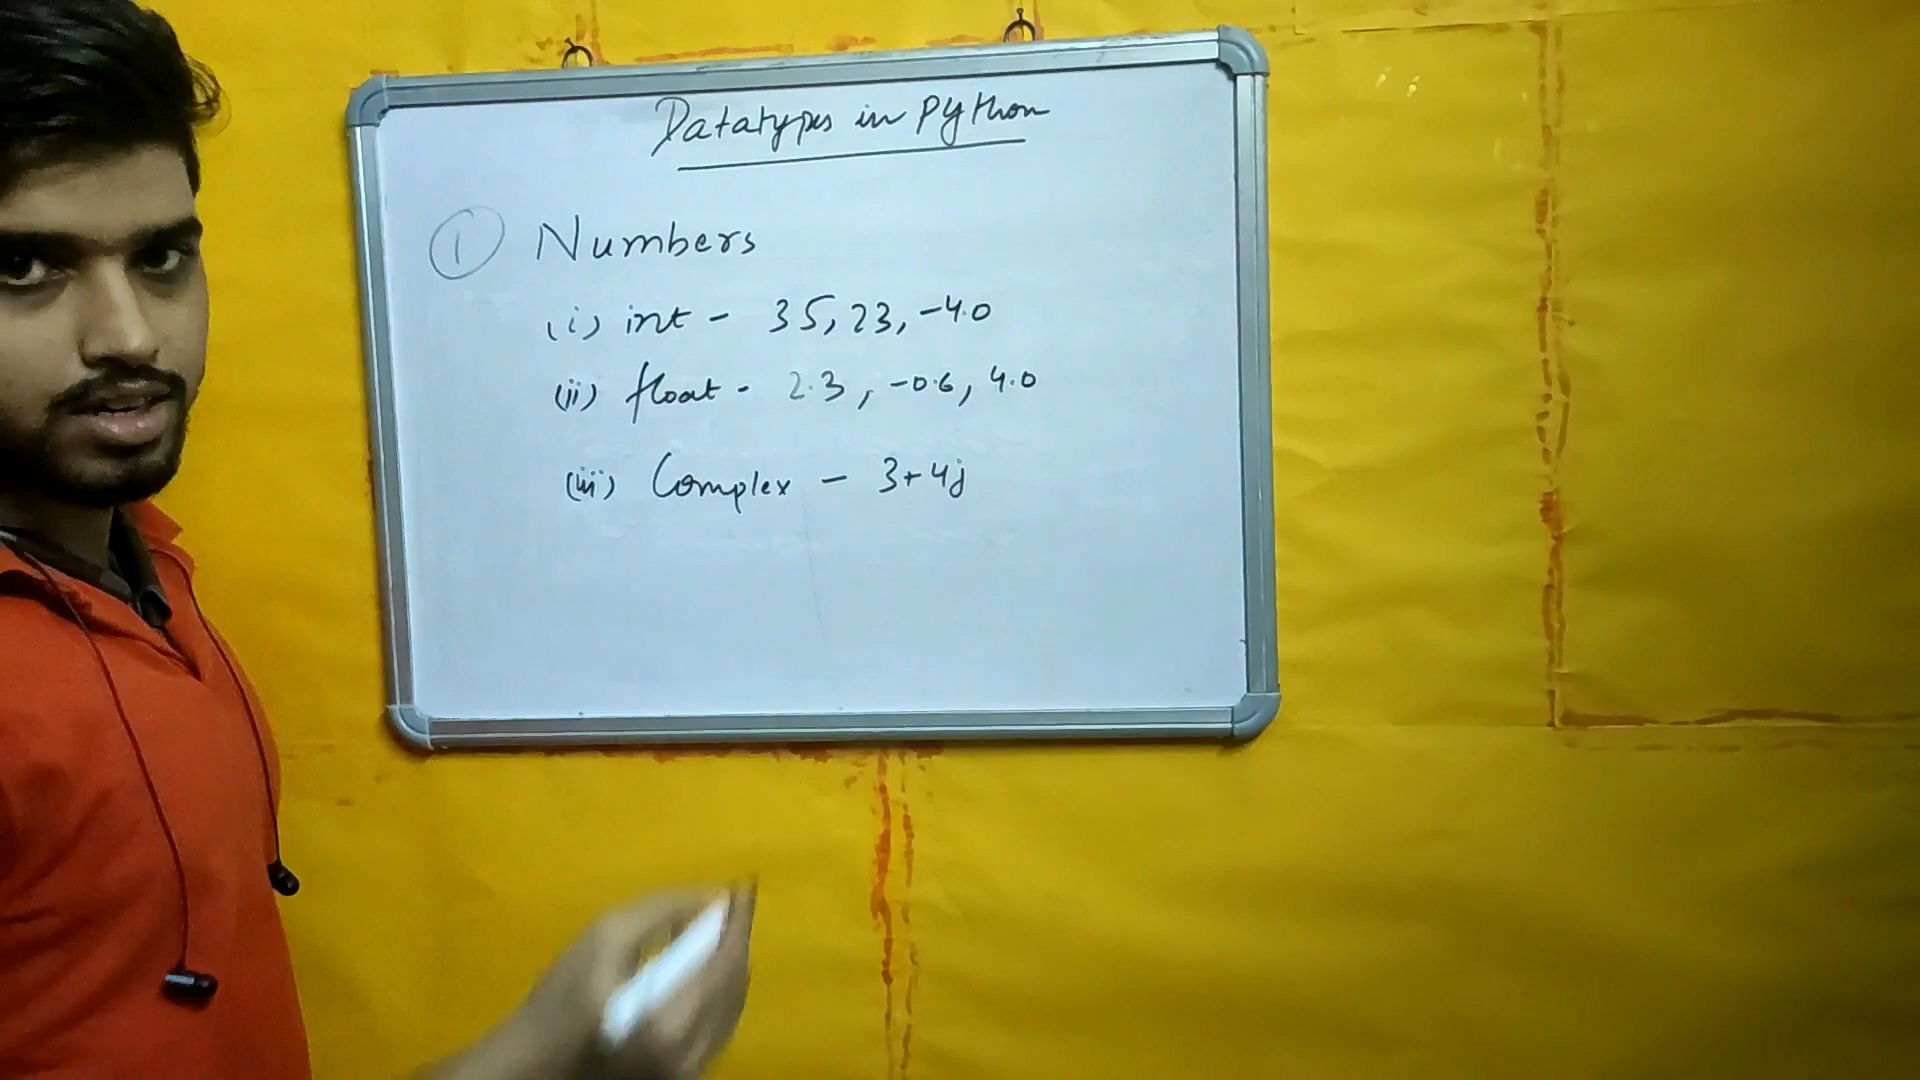 Datatypes in Python
1 Numbers
(i) int - 35, 23, -4.0
(ii) float - 2.3, -0.6, 4.0
(iii) Complex - 3+4j